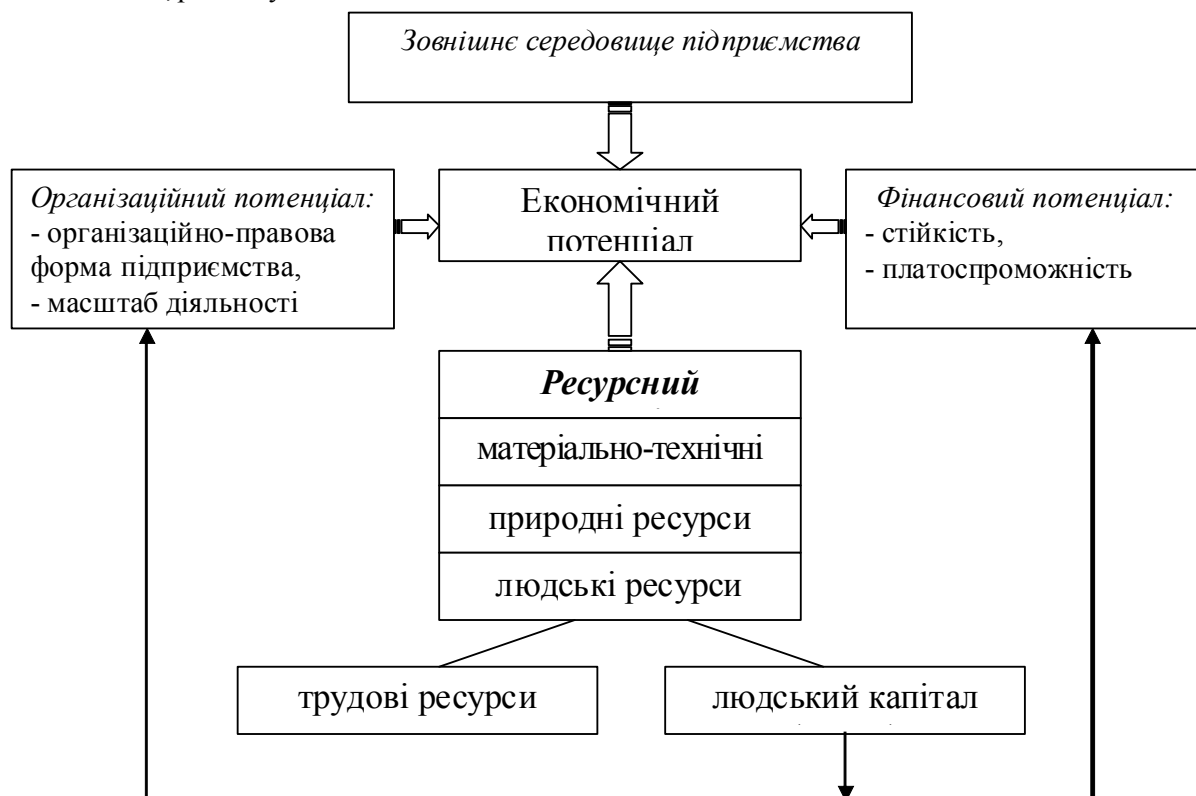 Зовнішнє середовище підприємства
Організаційний потенціал:
- організаційно-правова
форма підприємства,
- масштаб діяльності
Економічний
потенціал
Фінансовий потенціал:
- стійкість,
- платоспроможність
Ресурсний
матеріально-технічні
природні ресурси
людські ресурси
трудові ресурси
людський капітал